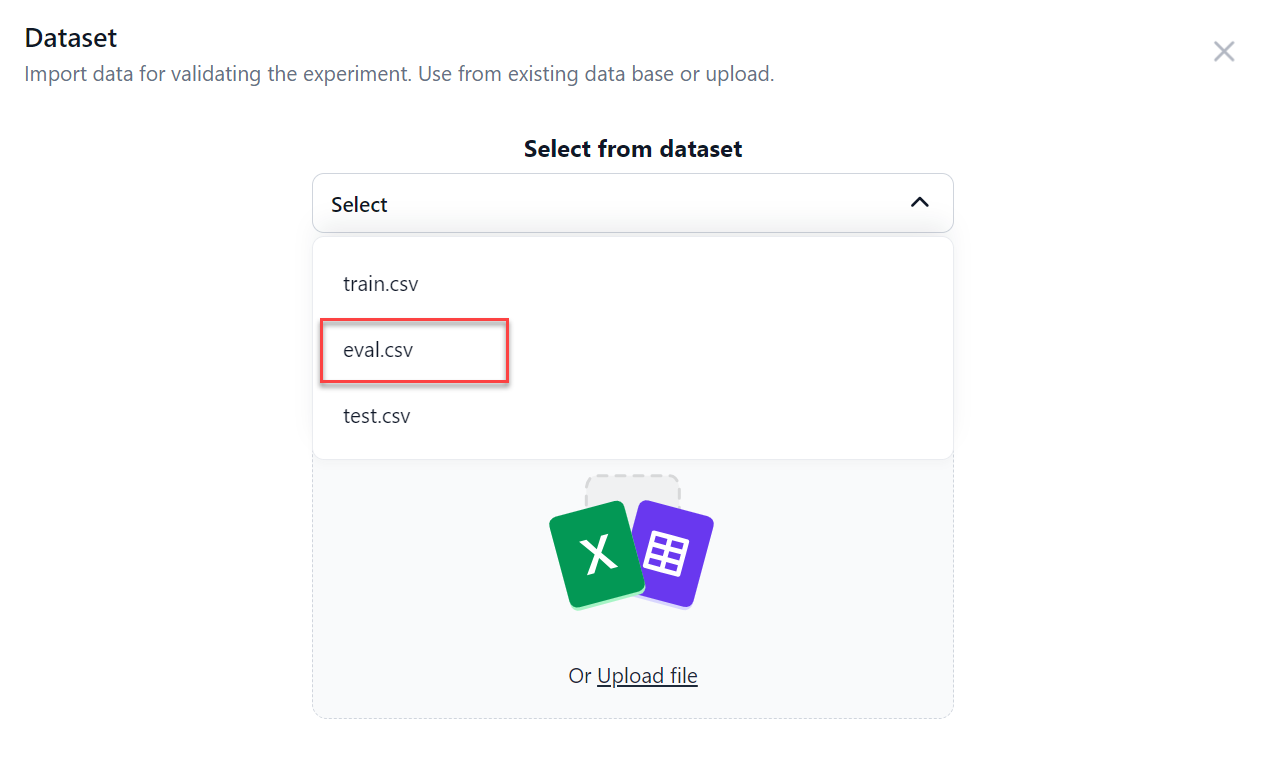 Dataset
Import data for validating the experiment. Use from existing data base or upload.
Select from dataset
Select
train.csv
eval.csv
test.csv
X
Or Upload file